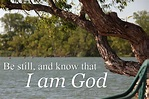 Be still, and know that
I am God